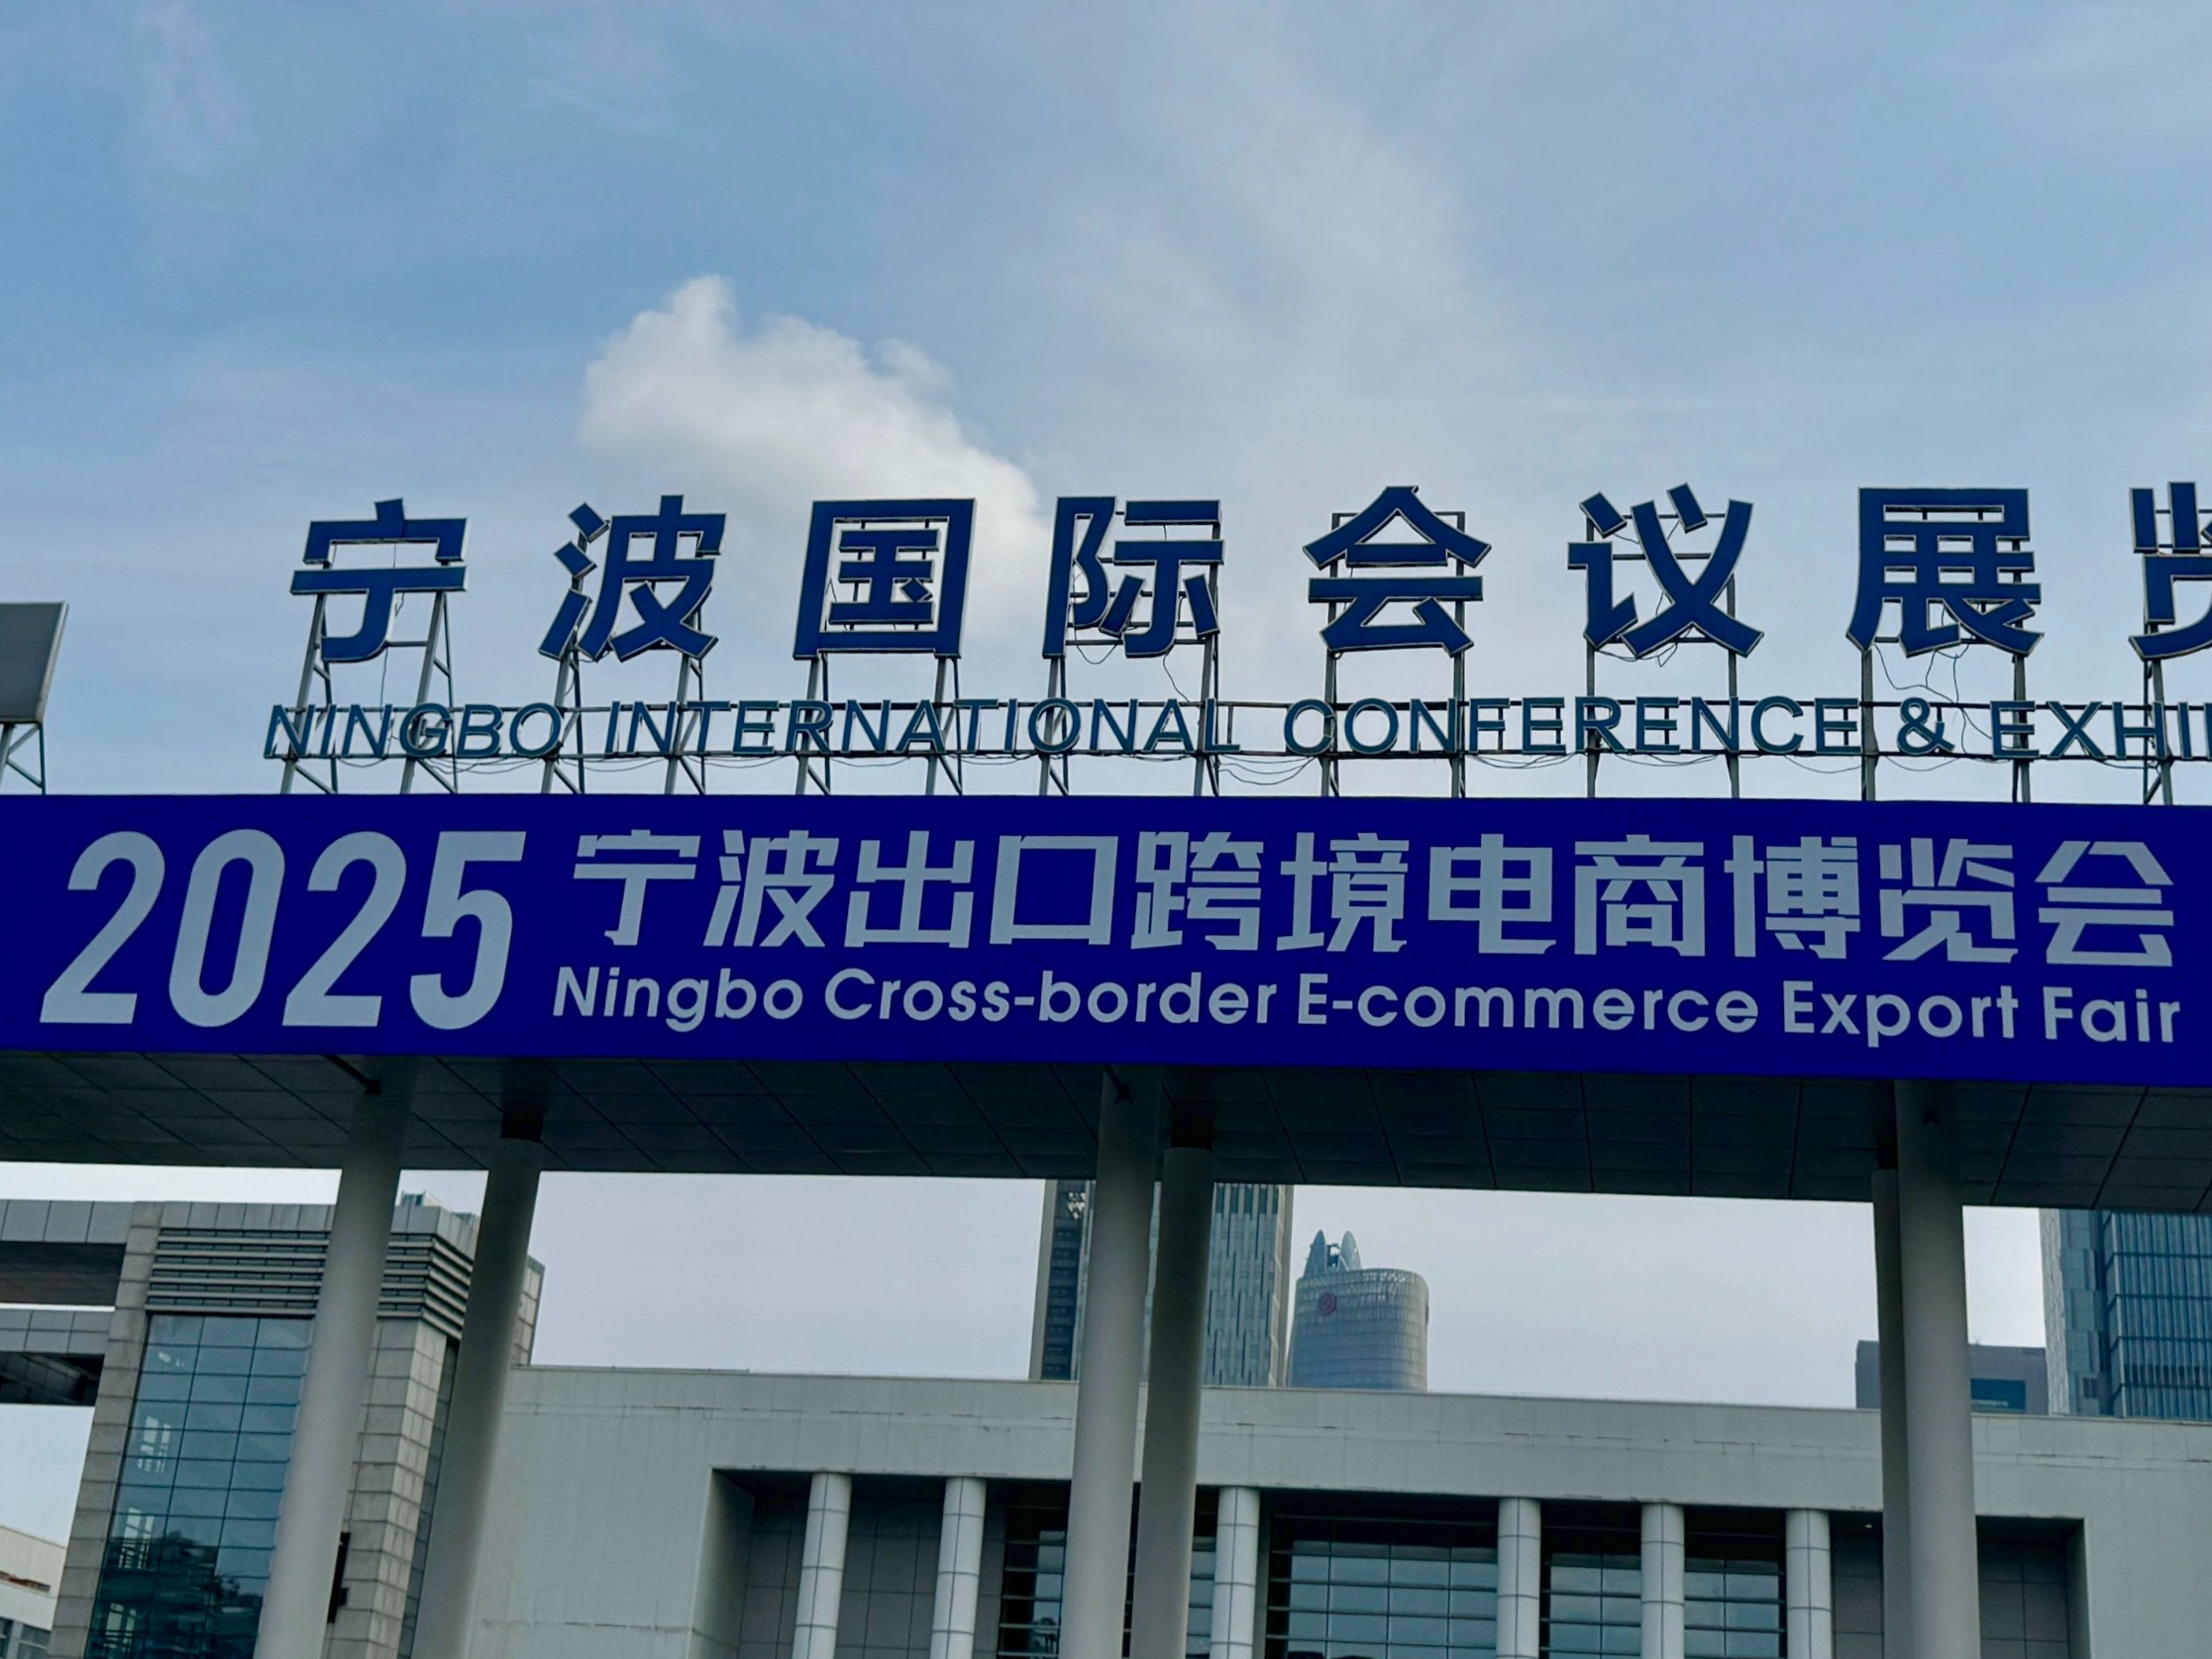 宁波国际会议展览
NINGBO INTERNATIONAL CONFERENCE & EXHI
2025 宁波出口跨境电商博览会
Ningbo Cross-border E-commerce Export Fair